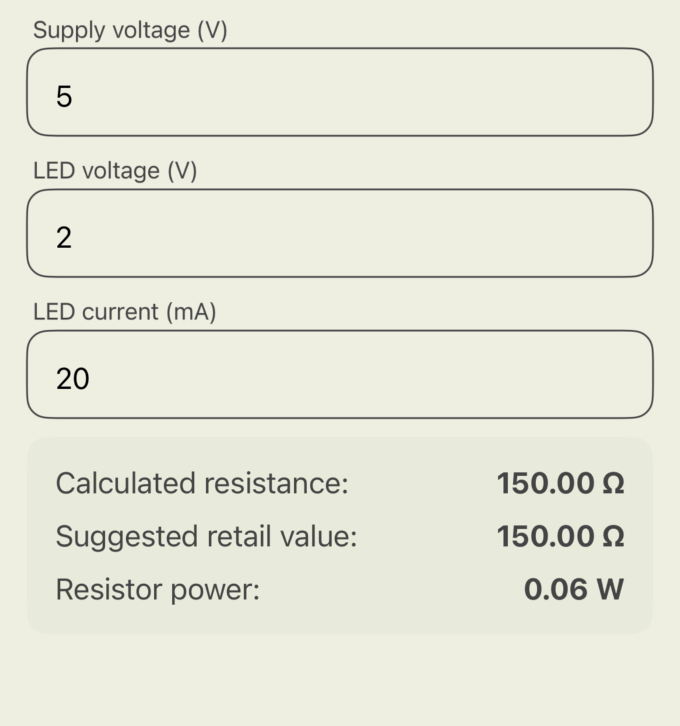 Supply voltage (V)
5
LED voltage (V)
2
LED current (mA)
20
Calculated resistance: 150.00 Ω
Suggested retail value: 150.00 Ω
Resistor power: 0.06 W